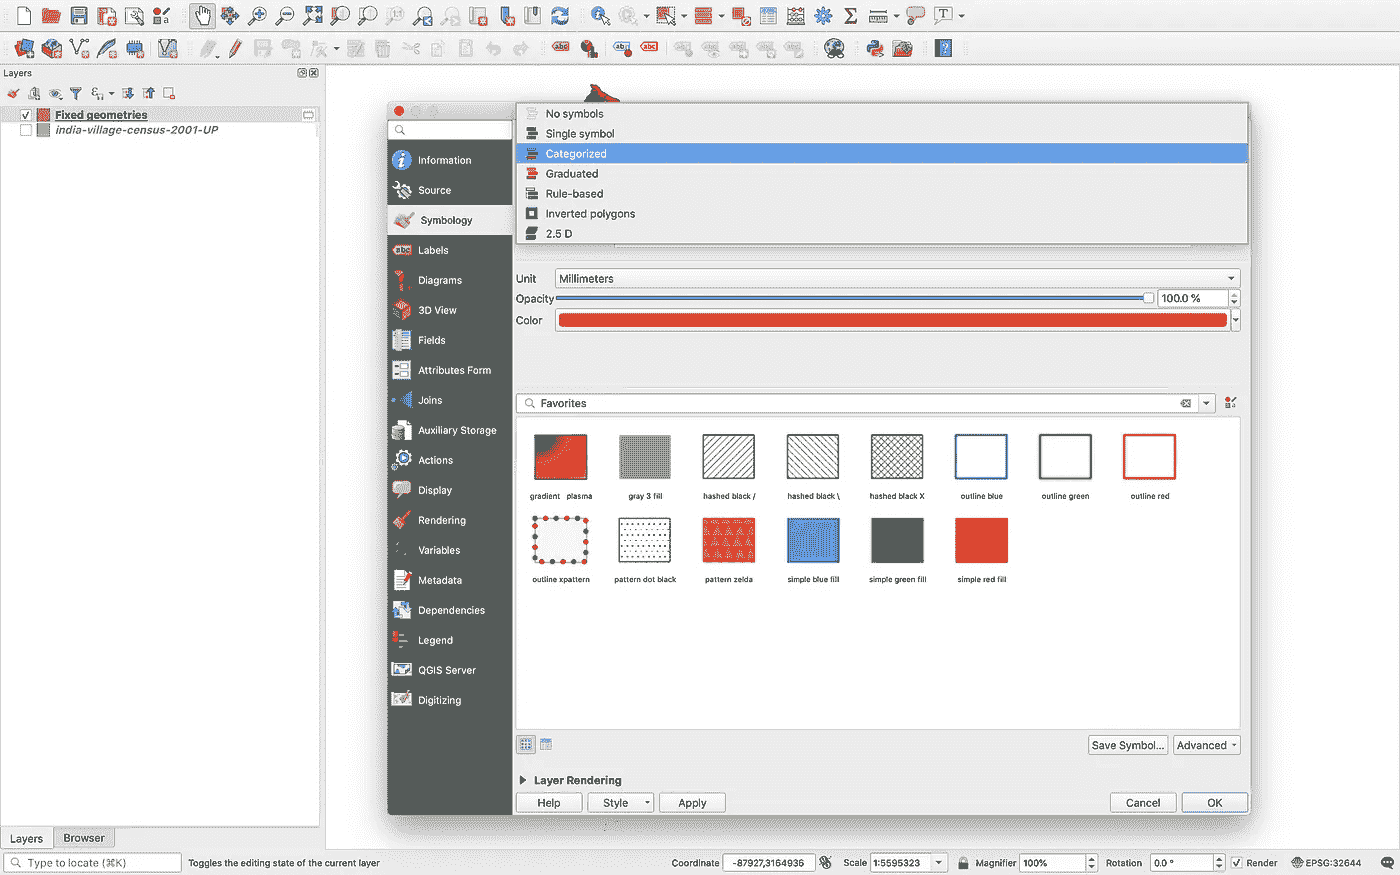 Layers
Fixed geometries
india-village-census-2001-UP
No symbols
Single symbol
Categorized
Graduated
Rule-based
Inverted polygons
2.5 D
Information
Source
Symbology
Labels
Diagrams
3D View
Fields
Attributes Form
Joins
Auxiliary Storage
Actions
Display
Rendering
Variables
Metadata
Dependencies
Legend
QGIS Server
Digitizing
Unit Millimeters
Opacity 100.0 %
Color
Favorites
gradient plasma gray 3 fill hashed black / hashed black \ hashed black X outline blue outline green outline red
outline xpattern pattern dot black pattern zelda simple blue fill simple green fill simple red fill
Save Symbol... Advanced
Layer Rendering
Help Style Apply Cancel OK
Layers Browser
Type to locate (⌘K) Toggles the editing state of the current layer Coordinate -87927,3164936 Scale 1:5595323 Magnifier 100% Rotation 0.0 ° Render EPSG:32644